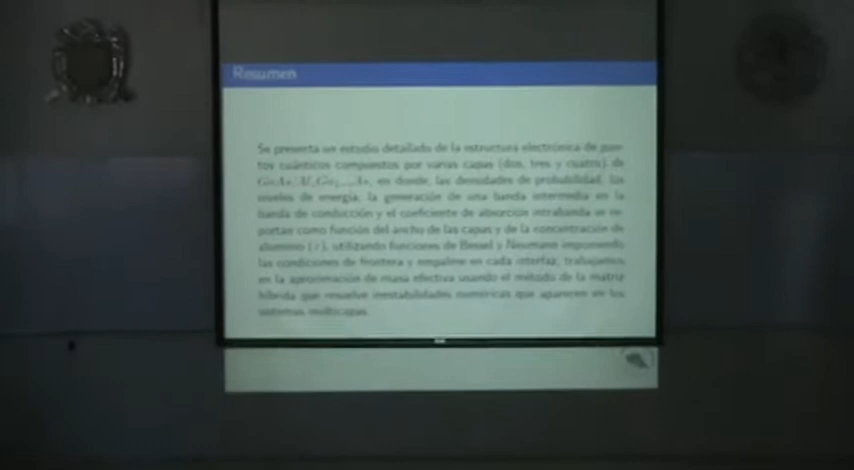 Resumen
Se presenta un estudio detallado de la estructura electrónica de pun-
tos cuánticos compuestos por varias capas (dos, tres y cuatro) de
en donde, las densidades de probabilidad, los
niveles de energía, la generación de una banda intermedia en la
banda de conducción y el coeficiente de absorción intrabanda se re-
portan como función del ancho de las capas y de la concentración de
aluminio (x), utilizando funciones de Bessel y Neumann imponiendo
las condiciones de frontera y empalme en cada interfaz, trabajamos
en la aproximación de masa efectiva usando el método de la matriz
híbrida que resuelve inestabilidades numéricas que aparecen en los
sistemas multicapas.